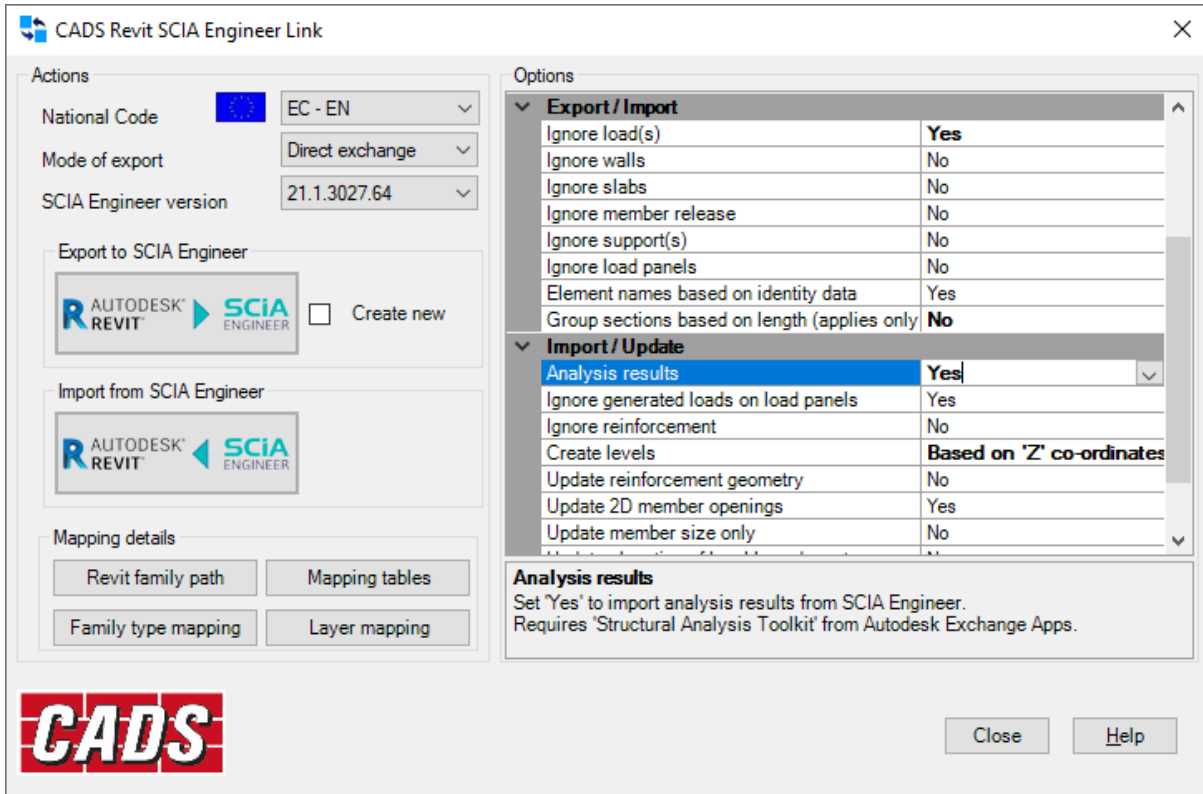 CADS Revit SCIA Engineer Link
Actions
National Code
EC - EN
Mode of export
Direct exchange
SCIA Engineer version
21.1.3027.64
Export to SCIA Engineer
R AUTODESK® REVIT® SCiA ENGINEER
Create new
Import from SCIA Engineer
R AUTODESK® REVIT® SCiA ENGINEER
Mapping details
Revit family path
Mapping tables
Family type mapping
Layer mapping
Options
Export / Import
Ignore load(s) Yes
Ignore walls No
Ignore slabs No
Ignore member release No
Ignore support(s) No
Ignore load panels No
Element names based on identity data Yes
Group sections based on length (applies only No
Import / Update
Analysis results Yes
Ignore generated loads on load panels Yes
Ignore reinforcement No
Create levels Based on 'Z' co-ordinates
Update reinforcement geometry No
Update 2D member openings Yes
Update member size only No
Analysis results
Set 'Yes' to import analysis results from SCIA Engineer.
Requires 'Structural Analysis Toolkit' from Autodesk Exchange Apps.
CADS
Close
Help